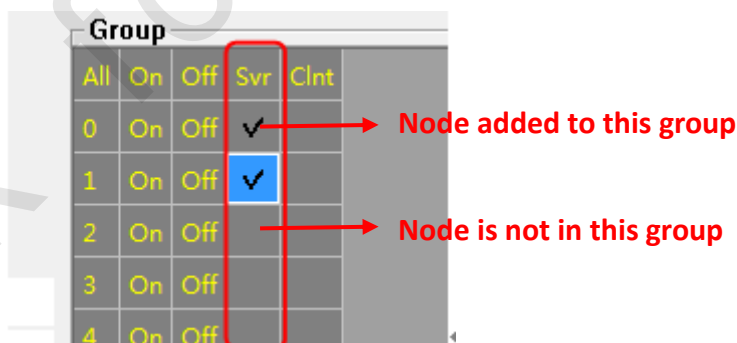 Group
All On Off Svr Clnt
0 On Off ✓ Node added to this group
1 On Off ✓
2 On Off Node is not in this group
3 On Off
4 On Off